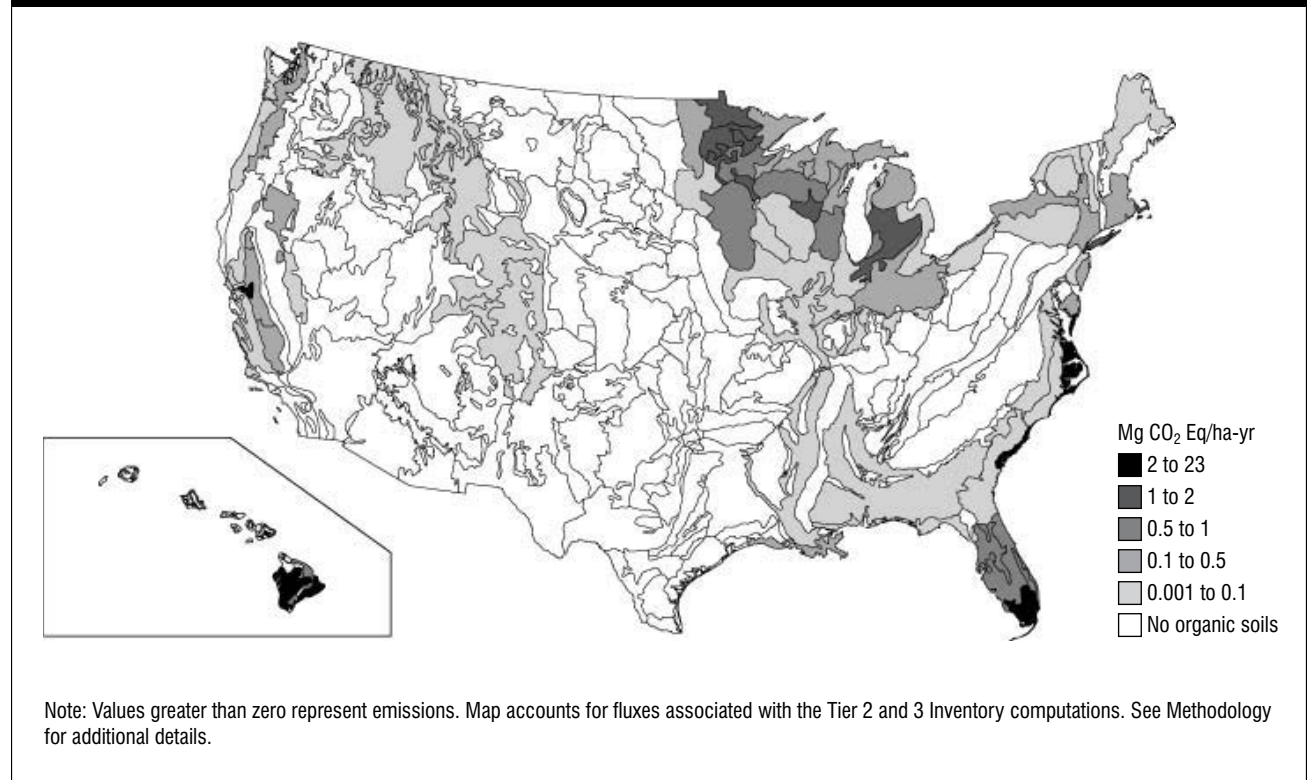 Mg CO₂ Eq/ha-yr
2 to 23
1 to 2
0.5 to 1
0.1 to 0.5
0.001 to 0.1
No organic soils
Note: Values greater than zero represent emissions. Map accounts for fluxes associated with the Tier 2 and 3 Inventory computations. See Methodology
for additional details.